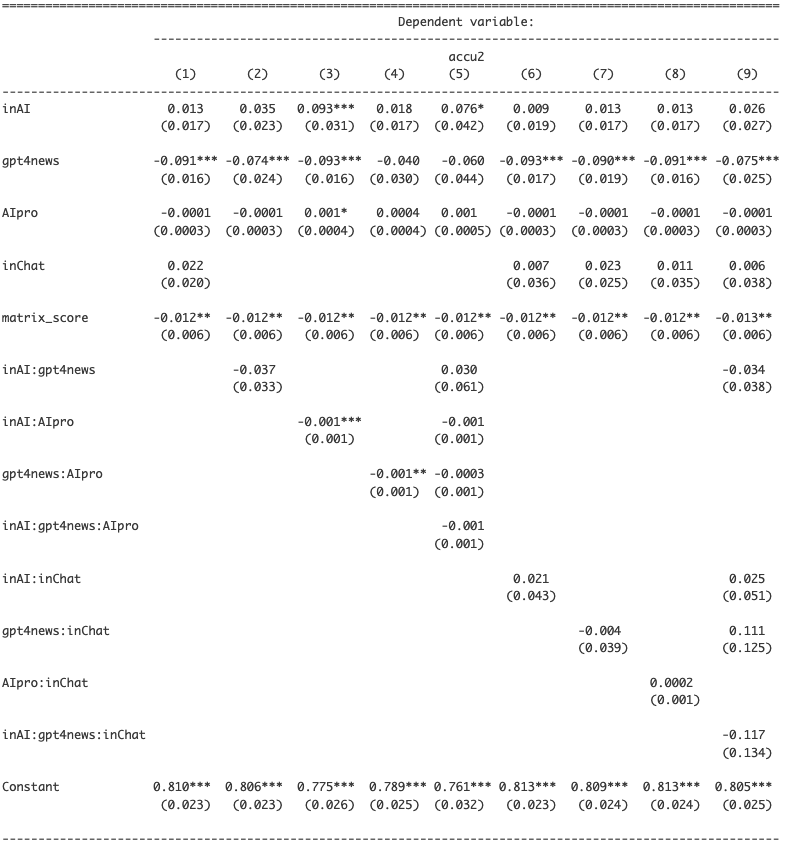 ==========================================================================================
Dependent variable:
---------------------------------------------------------------------------------------
accu2
(1) (2) (3) (4) (5) (6) (7) (8) (9)
------------------------------------------------------------------------------------------
inAI 0.013 0.035 0.093*** 0.018 0.076* 0.009 0.013 0.013 0.026
(0.017) (0.023) (0.031) (0.017) (0.042) (0.019) (0.017) (0.017) (0.027)
gpt4news -0.091*** -0.074*** -0.093*** -0.040 -0.060 -0.093*** -0.090*** -0.091*** -0.075***
(0.016) (0.024) (0.016) (0.030) (0.044) (0.017) (0.019) (0.016) (0.025)
AIpro -0.0001 -0.0001 0.001* 0.0004 0.001 -0.0001 -0.0001 -0.0001 -0.0001
(0.0003) (0.0003) (0.0004) (0.0004) (0.0005) (0.0003) (0.0003) (0.0003) (0.0003)
inChat 0.022 0.007 0.023 0.011 0.006
(0.020) (0.036) (0.025) (0.035) (0.038)
matrix_score -0.012** -0.012** -0.012** -0.012** -0.012** -0.012** -0.012** -0.012** -0.013**
(0.006) (0.006) (0.006) (0.006) (0.006) (0.006) (0.006) (0.006) (0.006)
inAI:gpt4news -0.037 0.030 -0.034
(0.033) (0.061) (0.038)
inAI:AIpro -0.001*** -0.001
(0.001) (0.001)
gpt4news:AIpro -0.001** -0.0003
(0.001) (0.001)
inAI:gpt4news:AIpro -0.001
(0.001)
inAI:inChat 0.021 0.025
(0.043) (0.051)
gpt4news:inChat -0.004 0.111
(0.039) (0.125)
AIpro:inChat 0.0002
(0.001)
inAI:gpt4news:inChat -0.117
(0.134)
Constant 0.810*** 0.806*** 0.775*** 0.789*** 0.761*** 0.813*** 0.809*** 0.813*** 0.805***
(0.023) (0.023) (0.026) (0.025) (0.032) (0.023) (0.024) (0.024) (0.025)
------------------------------------------------------------------------------------------